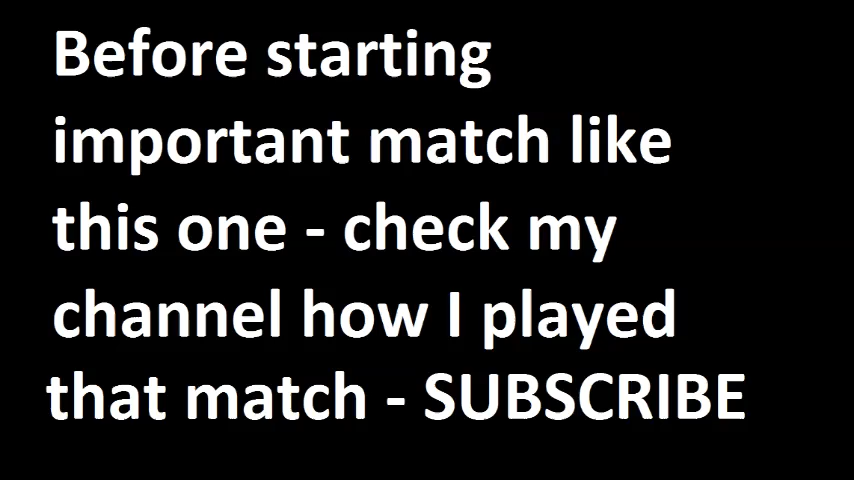 Before starting
important match like
this one - check my
channel how I played
that match - SUBSCRIBE